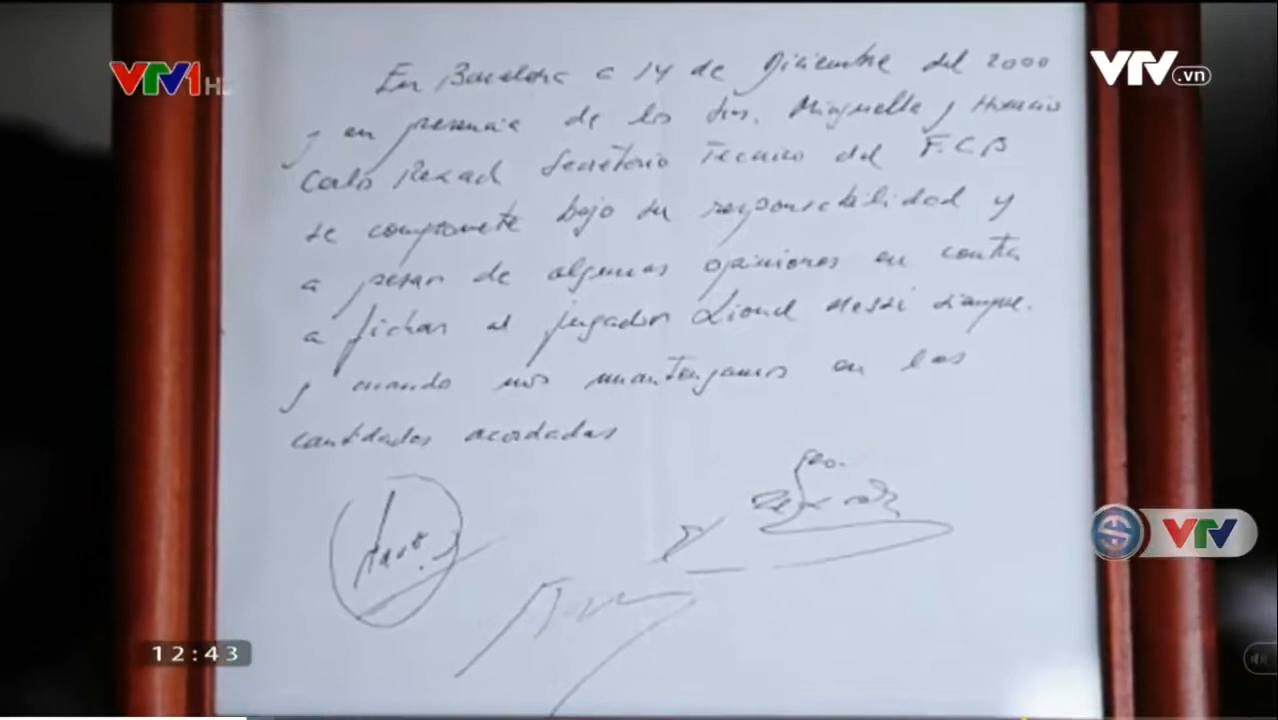 VTV1 HD
VTV.vn
En Barcelona a 14 de Diciembre del 2000
y en presencia de los Srs. Minguella y Horacio
Carlos Rexach Secretario Tecnico del F.C.B
se compromete bajo su responsabilidad y
a pesar de algunas opiniones en contra
a fichar al jugador Lionel Messi siempre
y cuando nos mantengamos en las
cantidades acordadas
VTV
12:43